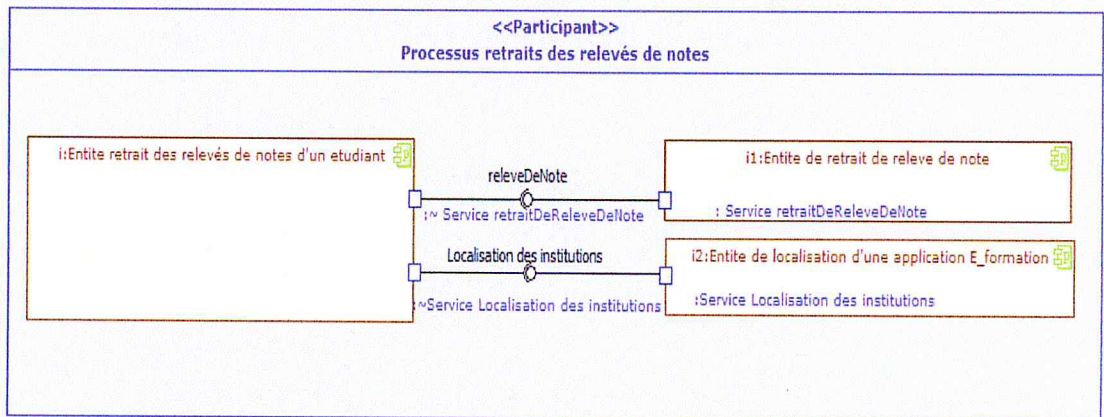 <<Participant>>
Processus retraits des relevés de notes
i:Entite retrait des relevés de notes d'un etudiant
i1:Entite de retrait de releve de note
releveDeNote
:~ Service retraitDeReleveDeNote
: Service retraitDeReleveDeNote
Localisation des institutions
i2:Entite de localisation d'une application E_formation
:~Service Localisation des institutions
:Service Localisation des institutions